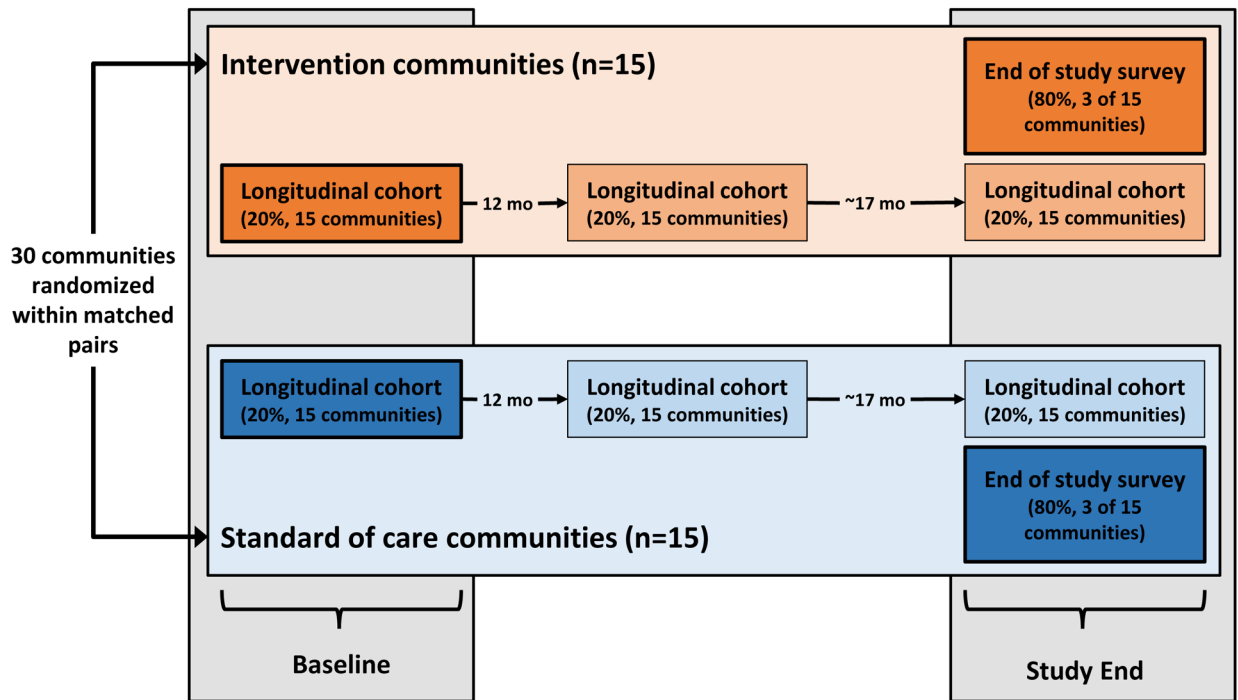 30 communities
randomized
within matched
pairs
Intervention communities (n=15)
End of study survey
(80%, 3 of 15
communities)
Longitudinal cohort
(20%, 15 communities)
12 mo
Longitudinal cohort
(20%, 15 communities)
~17 mo
Longitudinal cohort
(20%, 15 communities)
Longitudinal cohort
(20%, 15 communities)
12 mo
Longitudinal cohort
(20%, 15 communities)
~17 mo
Longitudinal cohort
(20%, 15 communities)
End of study survey
(80%, 3 of 15
communities)
Standard of care communities (n=15)
Baseline
Study End